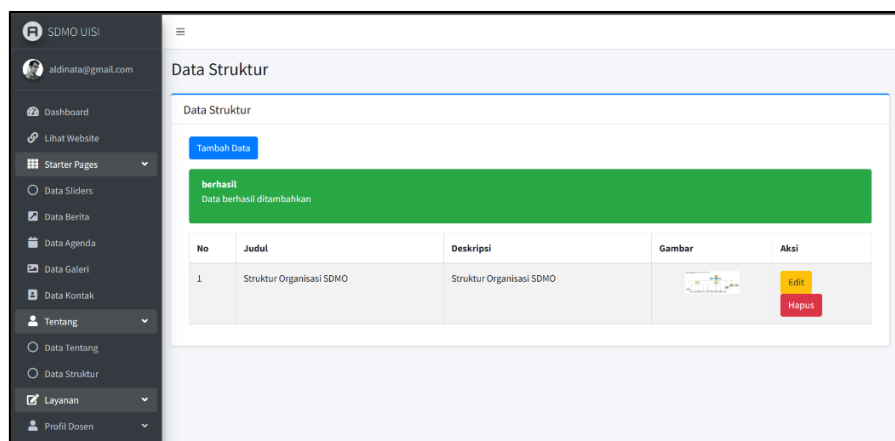 SDMO UISI
aldinata@gmail.com
Dashboard
Lihat Website
Starter Pages
Data Sliders
Data Berita
Data Agenda
Data Galeri
Data Kontak
Tentang
Data Tentang
Data Struktur
Layanan
Profil Dosen
Data Struktur
Data Struktur
Tambah Data
berhasil
Data berhasil ditambahkan
No Judul Deskripsi Gambar Aksi
1 Struktur Organisasi SDMO Struktur Organisasi SDMO Edit
Hapus